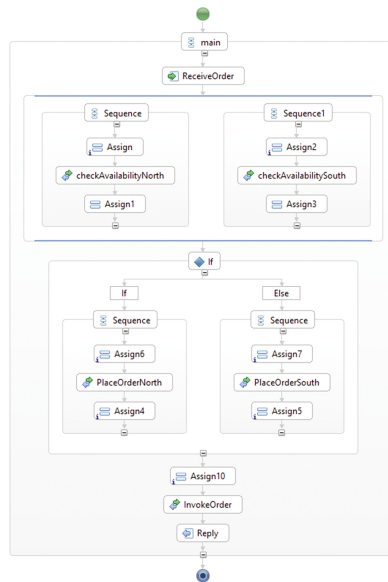 main
ReceiveOrder
Sequence
Sequence1
Assign
Assign2
checkAvailabilityNorth
checkAvailabilitySouth
Assign1
Assign3
If
If
Else
Sequence
Sequence
Assign6
Assign7
PlaceOrderNorth
PlaceOrderSouth
Assign4
Assign5
Assign10
InvokeOrder
Reply